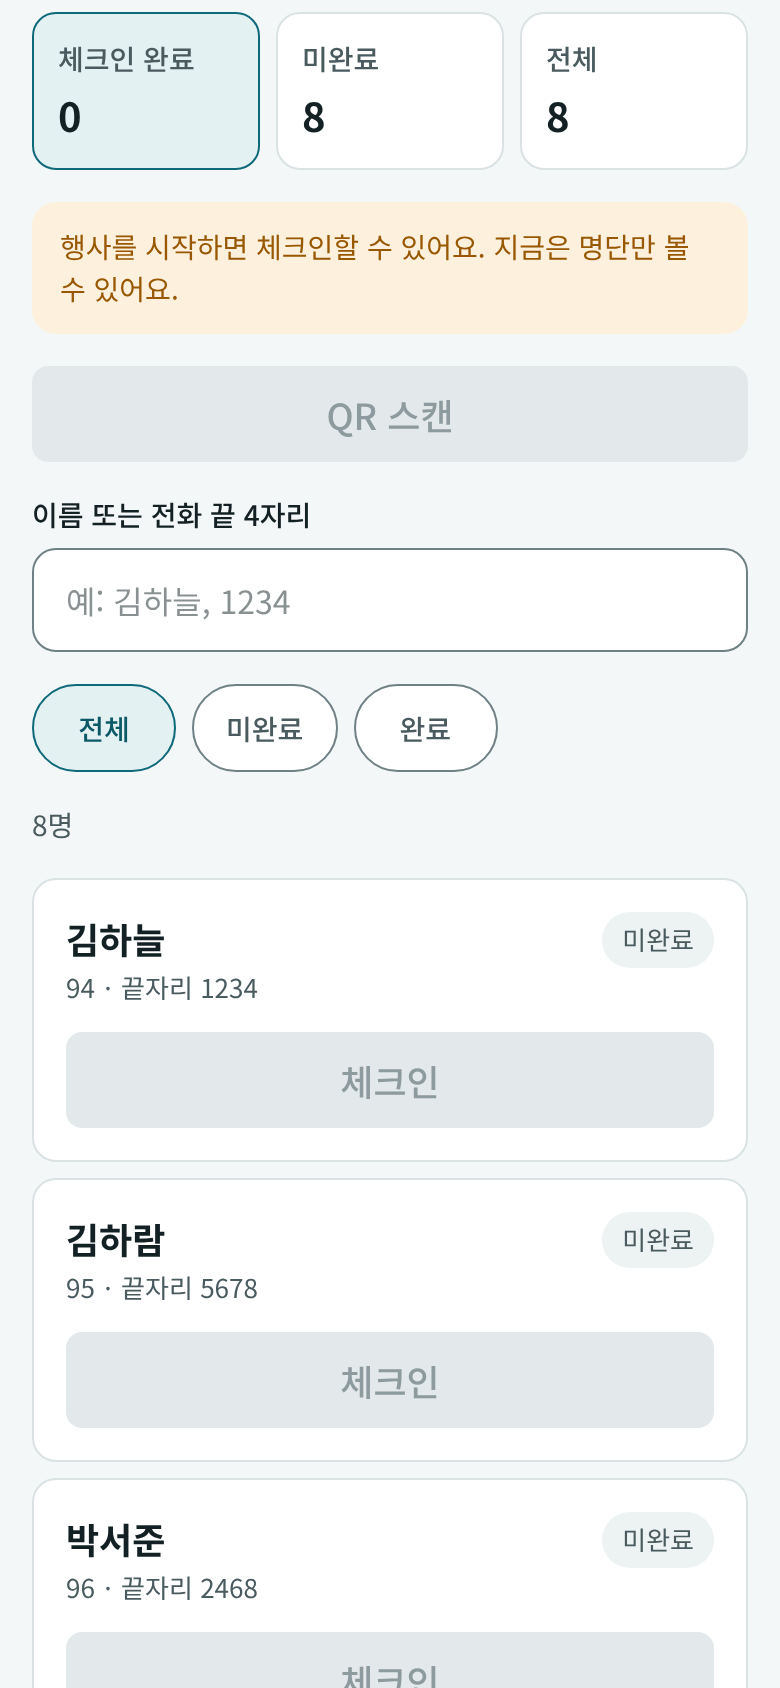 체크인 완료
0
미완료
8
전체
8
행사를 시작하면 체크인할 수 있어요. 지금은 명단만 볼
수 있어요.
QR 스캔
이름 또는 전화 끝 4자리
예: 김하늘, 1234
전체
미완료
완료
8명
김하늘
미완료
94 · 끝자리 1234
체크인
김하람
미완료
95 · 끝자리 5678
체크인
박서준
미완료
96 · 끝자리 2468
체크인